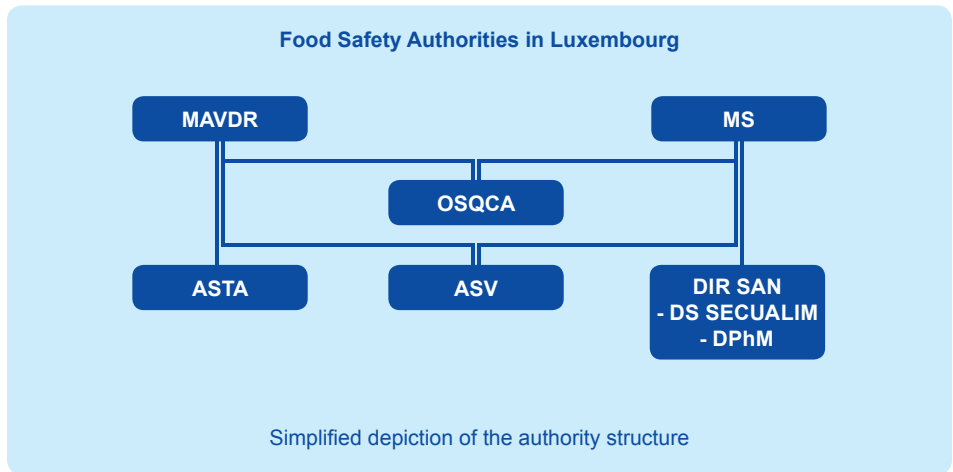 Food Safety Authorities in Luxembourg
MAVDR
MS
OSQCA
ASTA
ASV
DIR SAN
- DS SECUALIM
- DPhM
Simplified depiction of the authority structure